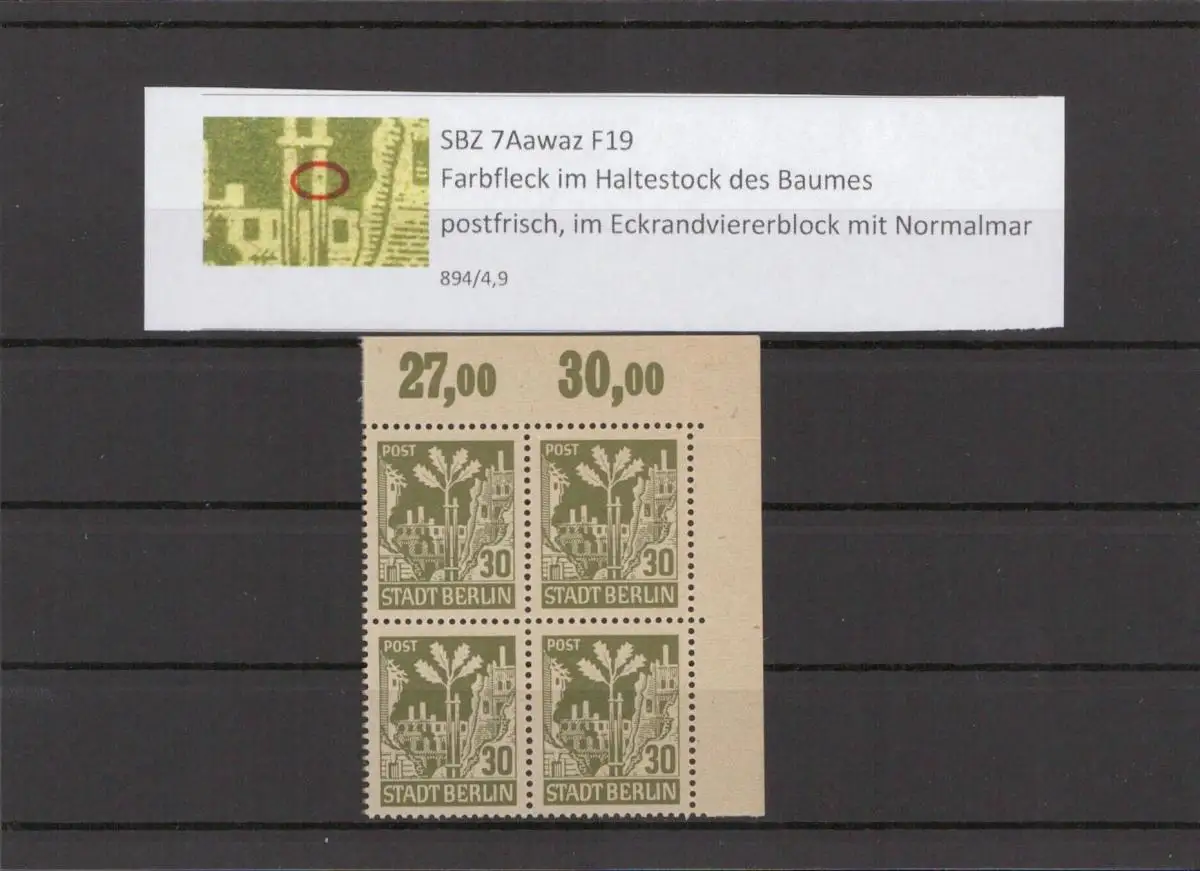 SBZ 7Aawaz F19
Farbfleck im Haltestock des Baumes
postfrisch, im Eckrandviererblock mit Normalmar
894/4,9
27,00 30,00
POST POST
30 30
STADT BERLIN STADT BERLIN
POST POST
30 30
STADT BERLIN STADT BERLIN